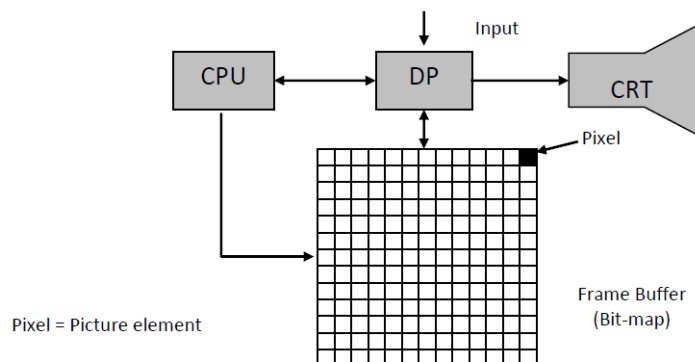 Input
CPU
DP
CRT
Pixel
Frame Buffer
(Bit-map)
Pixel = Picture element